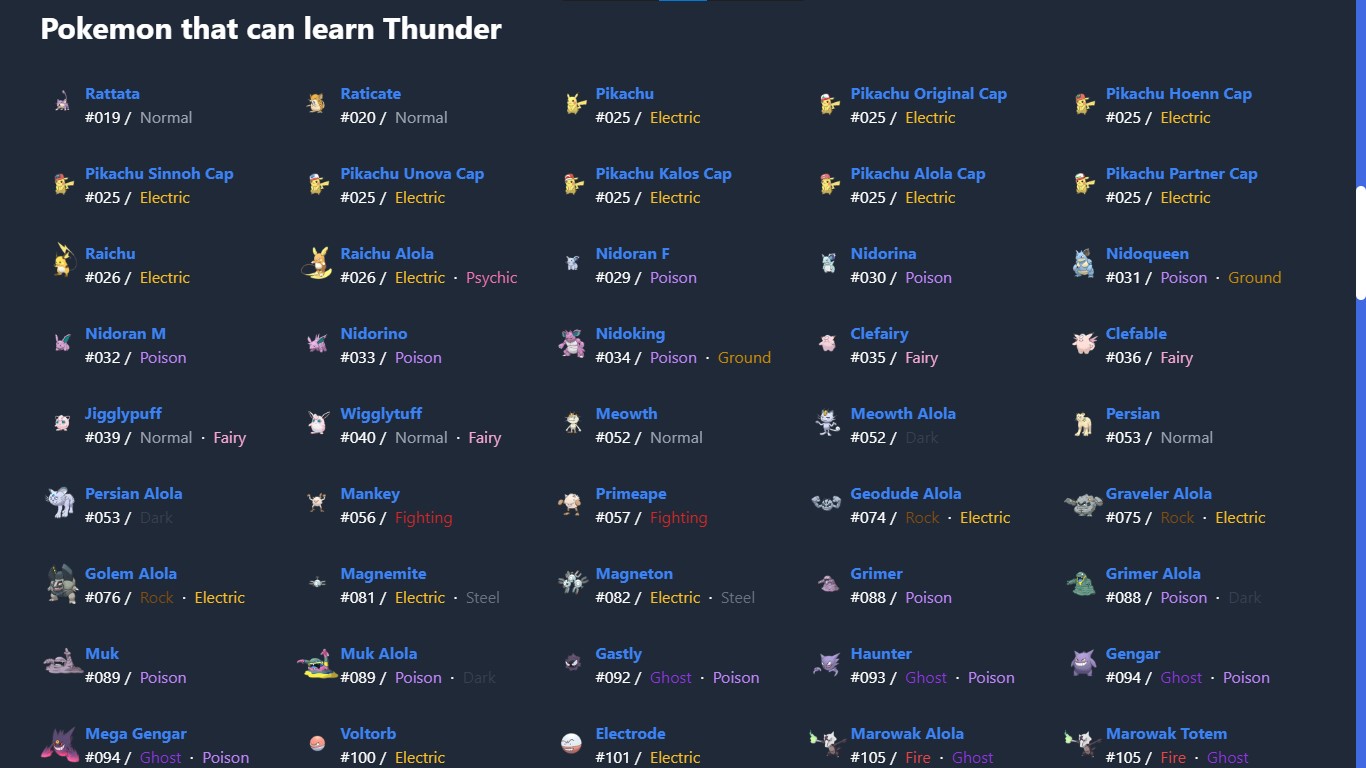 Pokemon that can learn Thunder
Rattata
#019 / Normal
Raticate
#020 / Normal
Pikachu
#025 / Electric
Pikachu Original Cap
#025 / Electric
Pikachu Hoenn Cap
#025 / Electric
Pikachu Sinnoh Cap
#025 / Electric
Pikachu Unova Cap
#025 / Electric
Pikachu Kalos Cap
#025 / Electric
Pikachu Alola Cap
#025 / Electric
Pikachu Partner Cap
#025 / Electric
Raichu
#026 / Electric
Raichu Alola
#026 / Electric · Psychic
Nidoran F
#029 / Poison
Nidorina
#030 / Poison
Nidoqueen
#031 / Poison · Ground
Nidoran M
#032 / Poison
Nidorino
#033 / Poison
Nidoking
#034 / Poison · Ground
Clefairy
#035 / Fairy
Clefable
#036 / Fairy
Jigglypuff
#039 / Normal · Fairy
Wigglytuff
#040 / Normal · Fairy
Meowth
#052 / Normal
Meowth Alola
#052 / Dark
Persian
#053 / Normal
Persian Alola
#053 / Dark
Mankey
#056 / Fighting
Primeape
#057 / Fighting
Geodude Alola
#074 / Rock · Electric
Graveler Alola
#075 / Rock · Electric
Golem Alola
#076 / Rock · Electric
Magnemite
#081 / Electric · Steel
Magneton
#082 / Electric · Steel
Grimer
#088 / Poison
Grimer Alola
#088 / Poison · Dark
Muk
#089 / Poison
Muk Alola
#089 / Poison · Dark
Gastly
#092 / Ghost · Poison
Haunter
#093 / Ghost · Poison
Gengar
#094 / Ghost · Poison
Mega Gengar
#094 / Ghost · Poison
Voltorb
#100 / Electric
Electrode
#101 / Electric
Marowak Alola
#105 / Fire · Ghost
Marowak Totem
#105 / Fire · Ghost